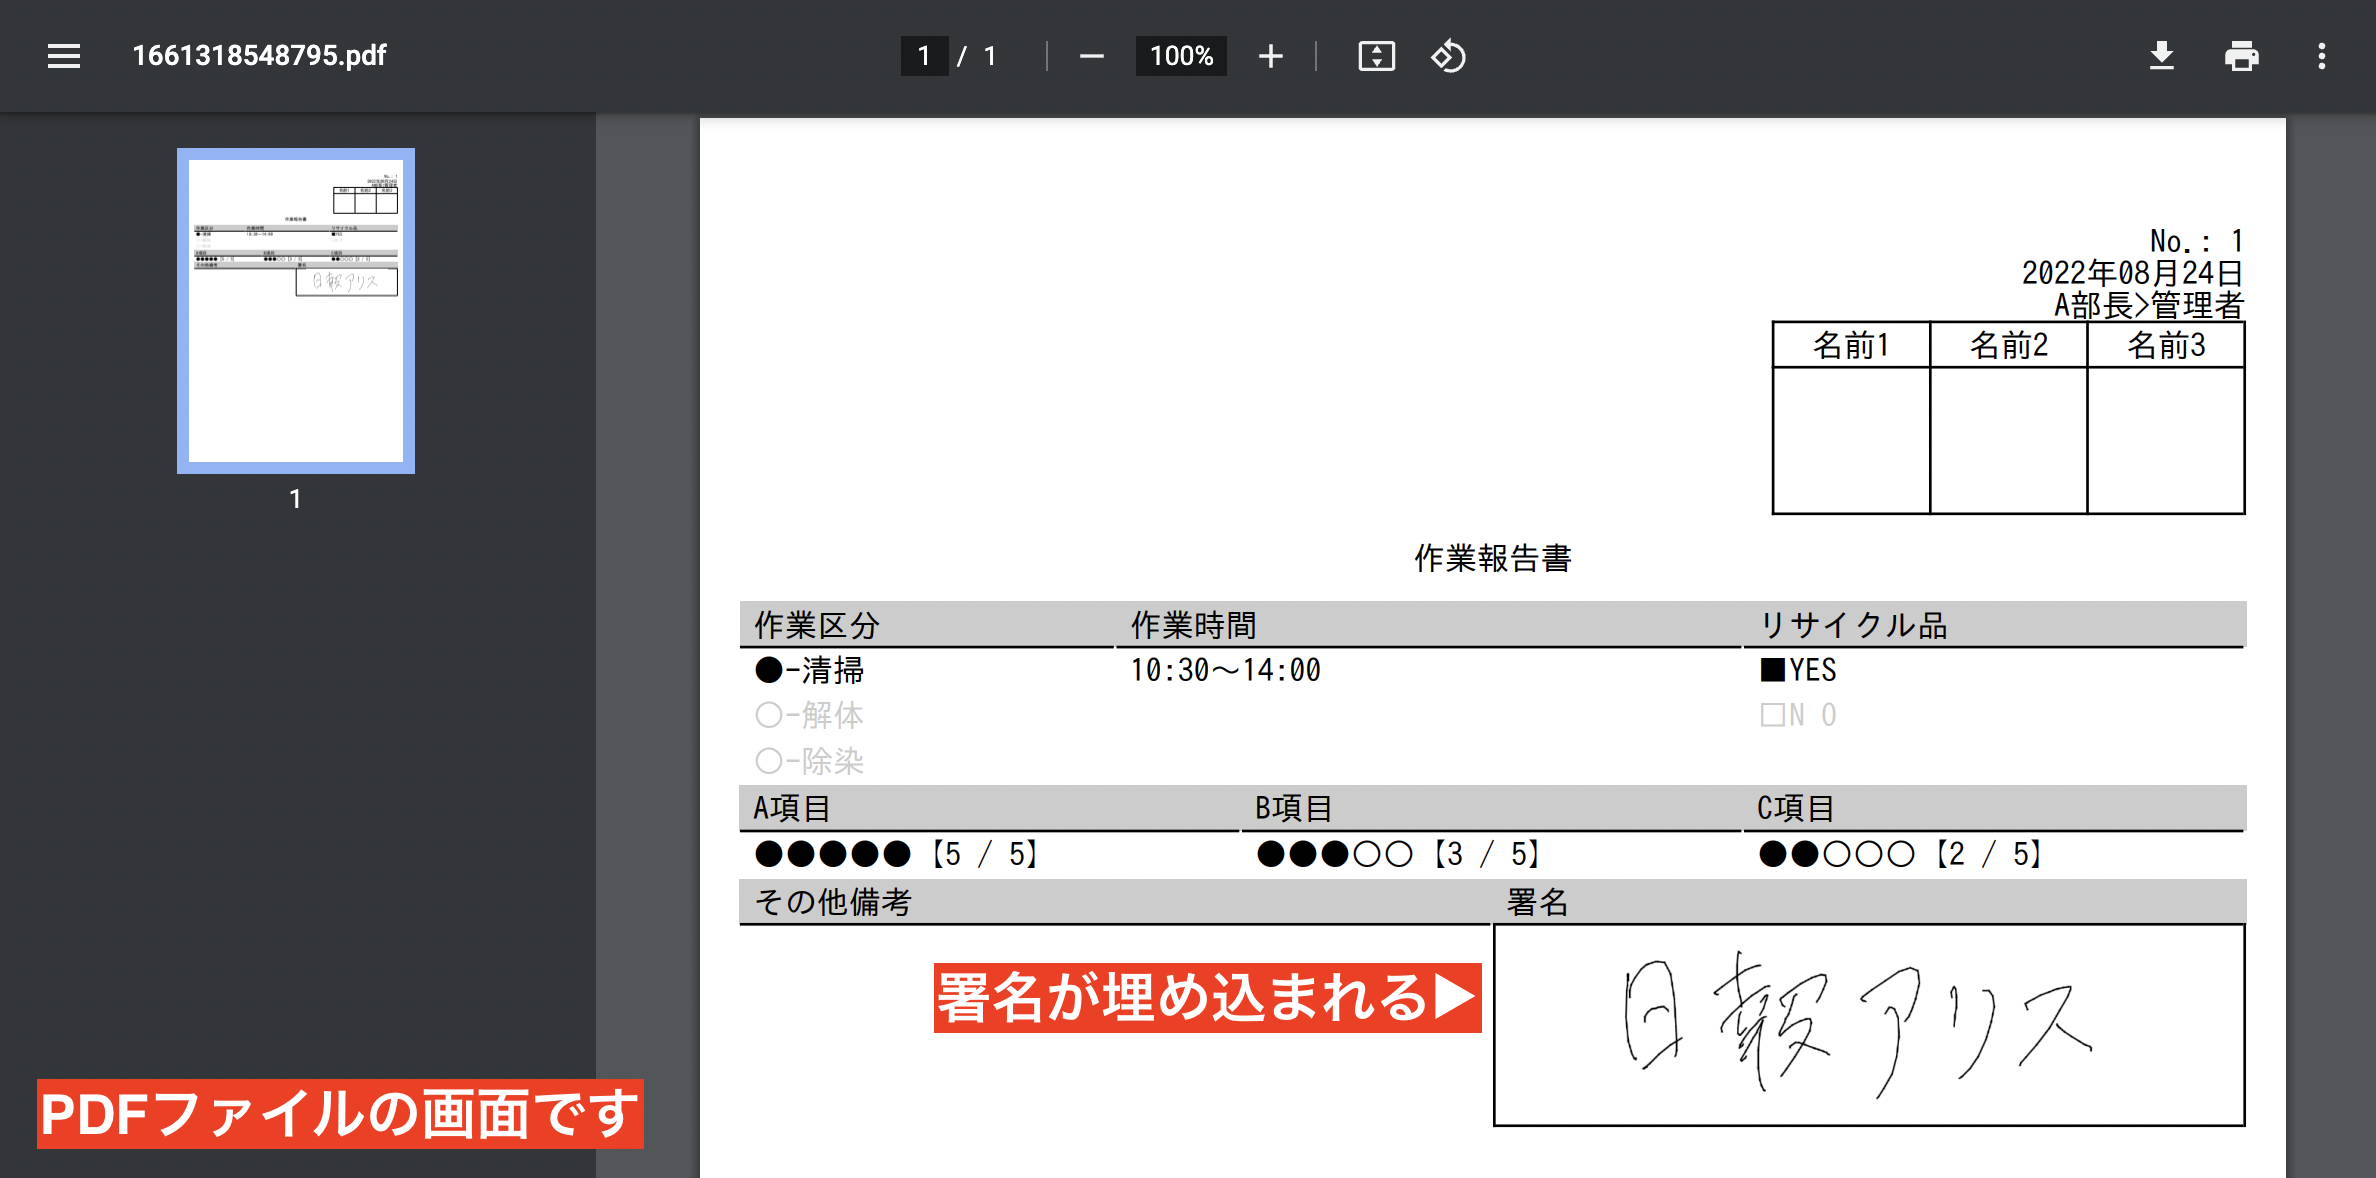 1661318548795.pdf
1 / 1
100%
1
No.: 1
2022年08月24日
A部長>管理者
名前1 名前2 名前3
作業報告書
作業区分 作業時間 リサイクル品
●-清掃 10:30～14:00 ■YES
○-解体 □N O
○-除染
A項目 B項目 C項目
●●●●●【5 / 5】 ●●●○○【3 / 5】 ●●○○○【2 / 5】
その他備考 署名
署名が埋め込まれる▶
日報アリス
PDFファイルの画面です